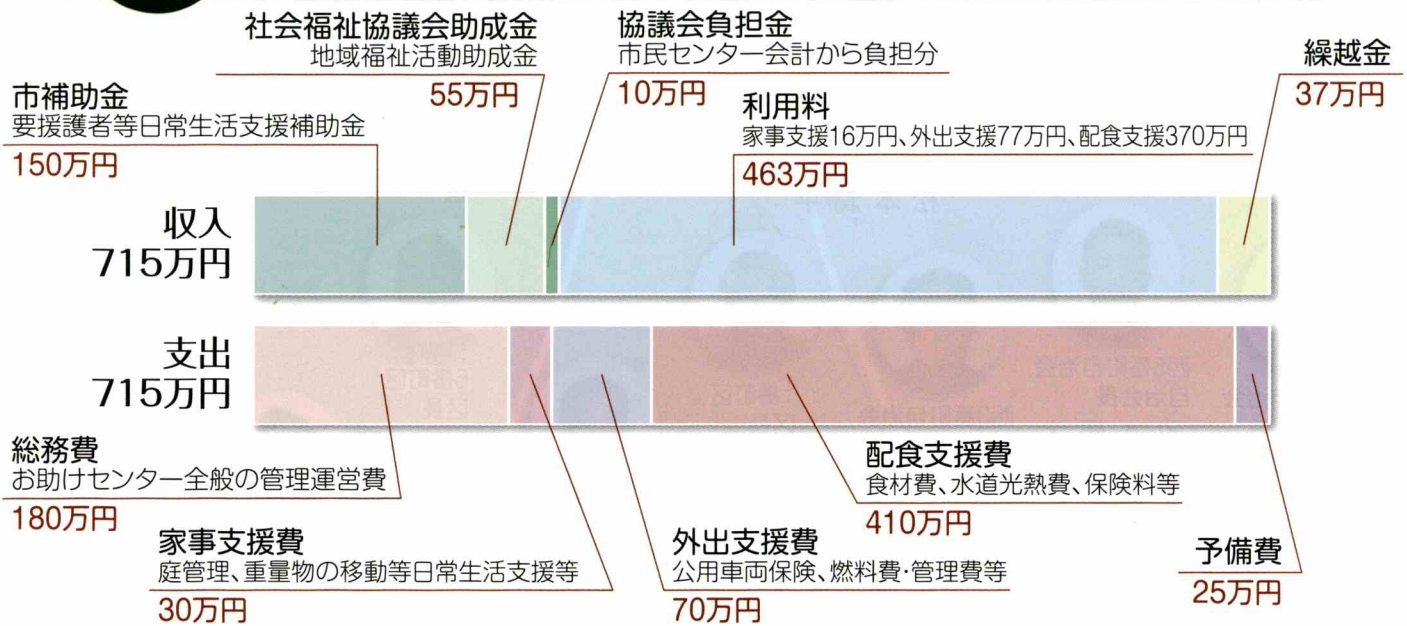 社会福祉協議会助成金
地域福祉活動助成金
55万円
協議会負担金
市民センター会計から負担分
10万円
繰越金
37万円
市補助金
要援護者等日常生活支援補助金
150万円
利用料
家事支援16万円、外出支援77万円、配食支援370万円
463万円
収入
715万円
支出
715万円
総務費
お助けセンター全般の管理運営費
180万円
配食支援費
食材費、水道光熱費、保険料等
410万円
家事支援費
庭管理、重量物の移動等日常生活支援等
30万円
外出支援費
公用車両保険、燃料費・管理費等
70万円
予備費
25万円